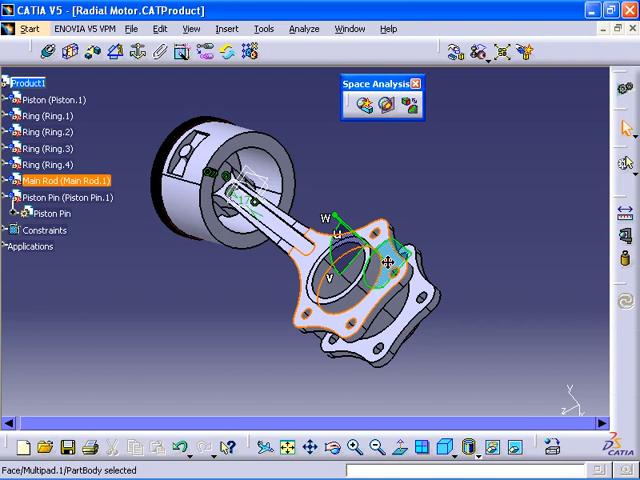 CATIA V5 - [Radial Motor.CATProduct]
Start ENOVIA V5 VPM File Edit View Insert Tools Analyze Window Help
Space Analysis
Product1
Piston (Piston.1)
Ring (Ring.1)
Ring (Ring.2)
Ring (Ring.3)
Ring (Ring.4)
Main Rod (Main Rod.1)
Piston Pin (Piston Pin.1)
Piston Pin
Constraints
Applications
17
w
u
v
y
z
x
CATIA
Face/Multipad.1/PartBody selected